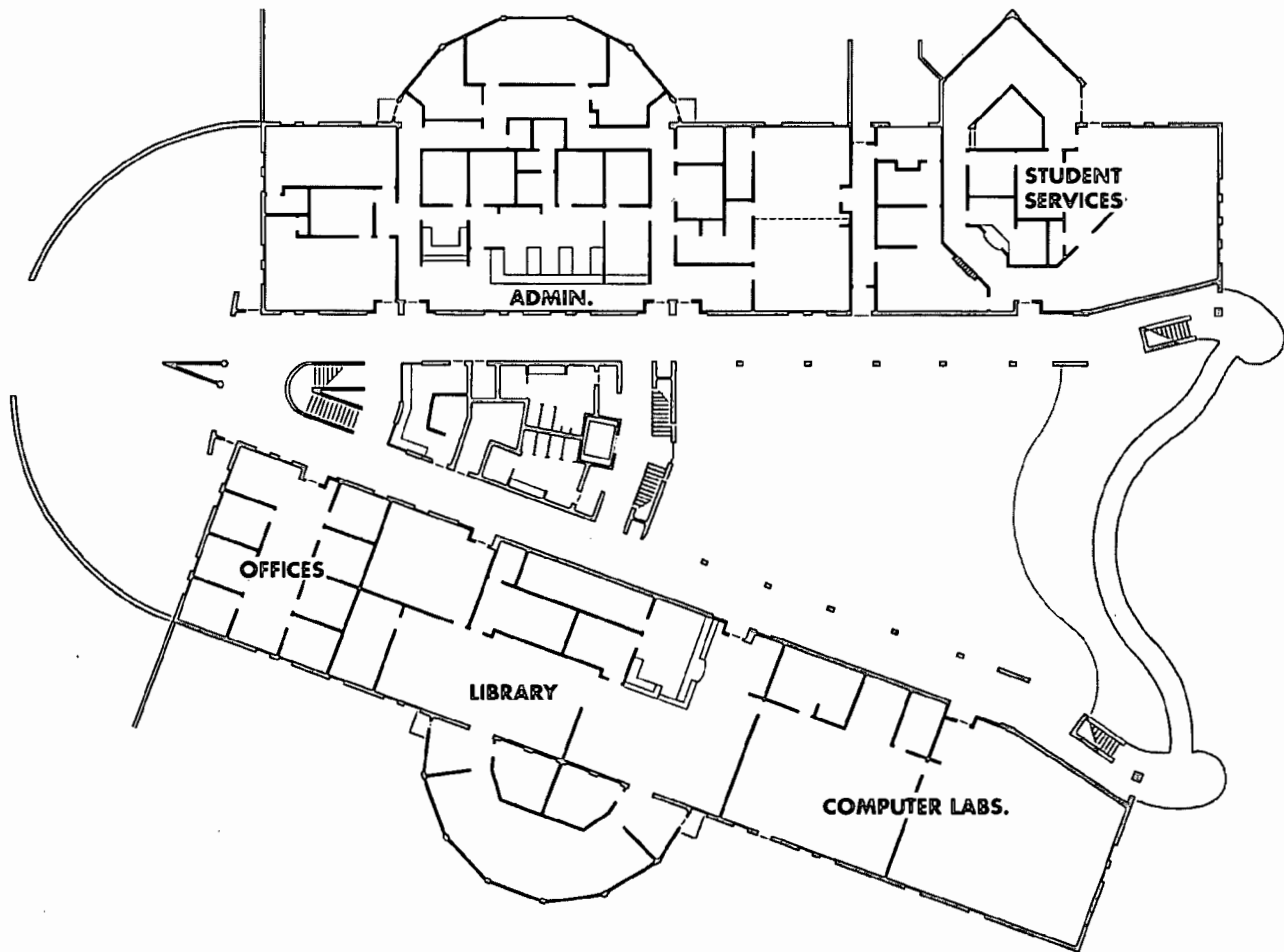 STUDENT
SERVICES
ADMIN.
OFFICES
LIBRARY
COMPUTER LABS.